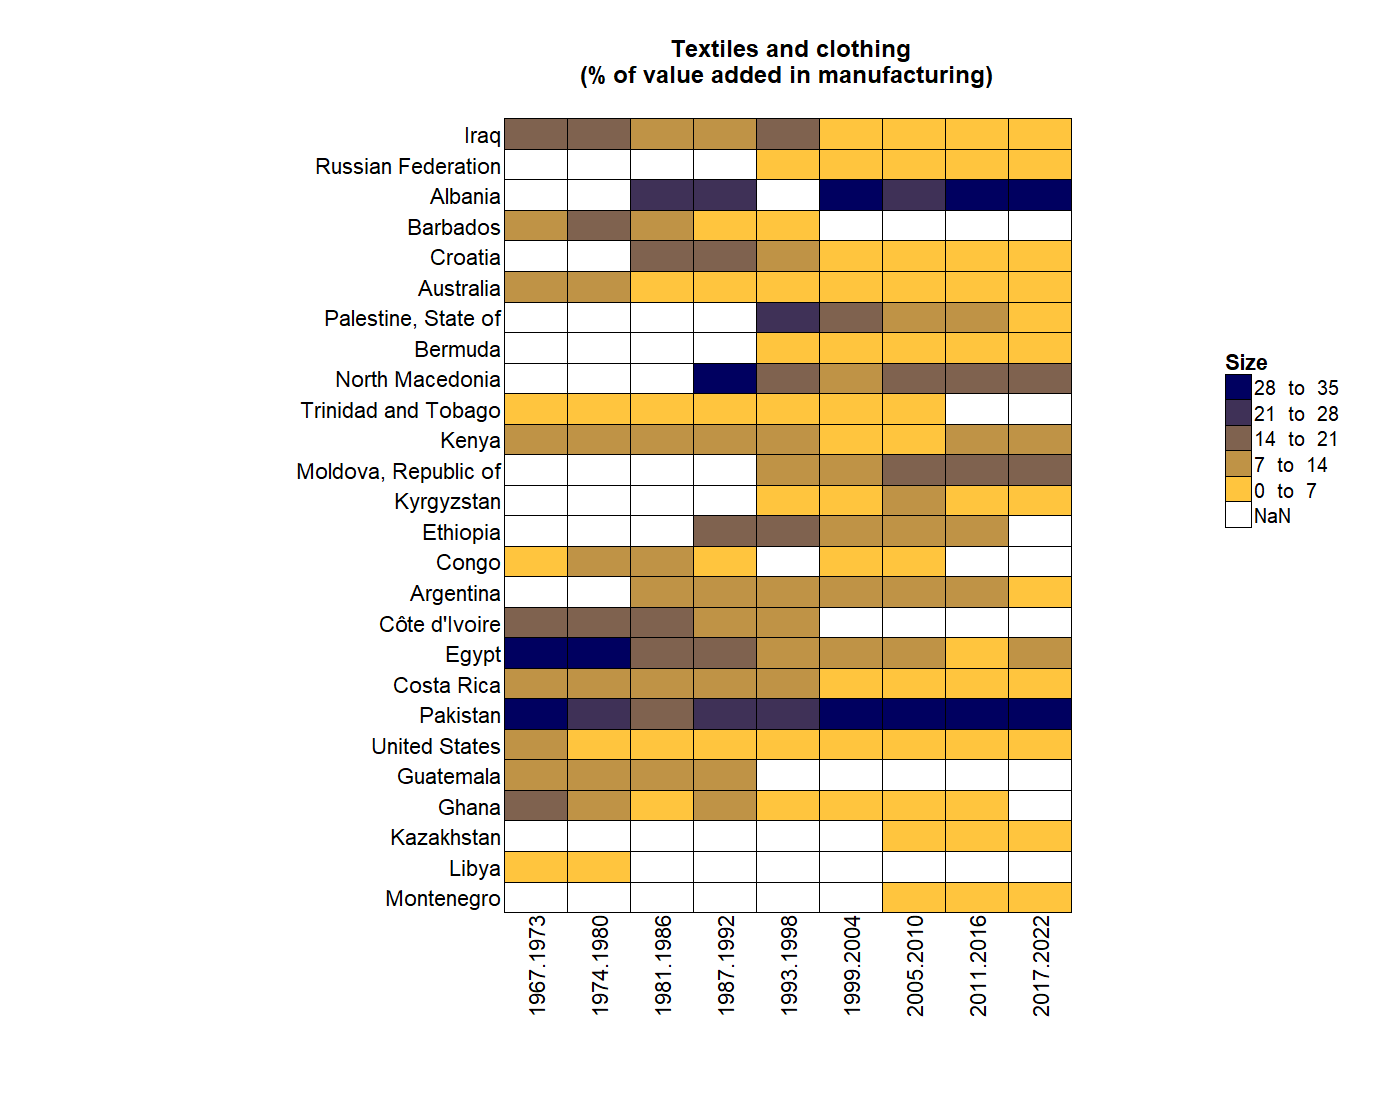 Textiles and clothing
(% of value added in manufacturing)
Iraq
Russian Federation
Albania
Barbados
Croatia
Australia
Palestine, State of
Bermuda
North Macedonia
Trinidad and Tobago
Kenya
Moldova, Republic of
Kyrgyzstan
Ethiopia
Congo
Argentina
Côte d'Ivoire
Egypt
Costa Rica
Pakistan
United States
Guatemala
Ghana
Kazakhstan
Libya
Montenegro
1967.1973
1974.1980
1981.1986
1987.1992
1993.1998
1999.2004
2005.2010
2011.2016
2017.2022
Size
28 to 35
21 to 28
14 to 21
7 to 14
0 to 7
NaN